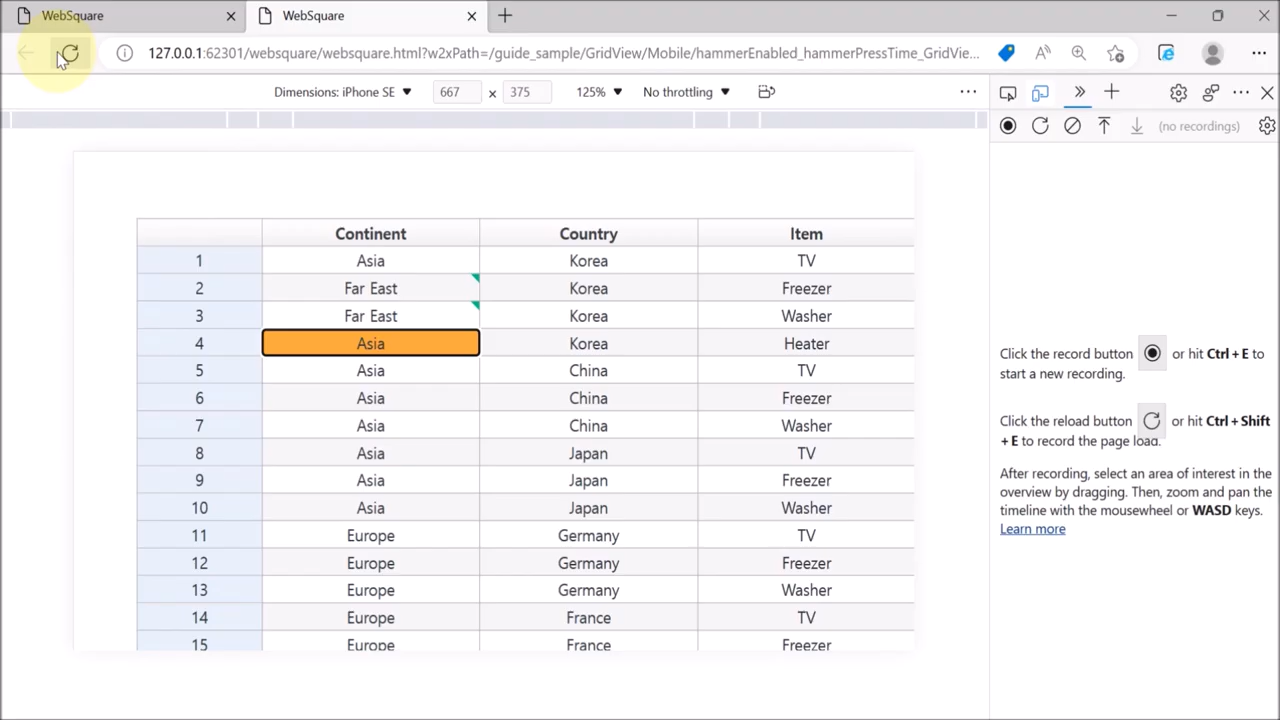 WebSquare
WebSquare
127.0.0.1:62301/websquare/websquare.html?w2xPath=/guide_sample/GridView/Mobile/hammerEnabled_hammerPressTime_GridVie...
Dimensions: iPhone SE 667 x 375 125% No throttling
(no recordings)
Continent Country Item
1 Asia Korea TV
2 Far East Korea Freezer
3 Far East Korea Washer
4 Asia Korea Heater
5 Asia China TV
6 Asia China Freezer
7 Asia China Washer
8 Asia Japan TV
9 Asia Japan Freezer
10 Asia Japan Washer
11 Europe Germany TV
12 Europe Germany Freezer
13 Europe Germany Washer
14 Europe France TV
15 Europe France Freezer
Click the record button or hit Ctrl + E to
start a new recording.
Click the reload button or hit Ctrl + Shift
+ E to record the page load.
After recording, select an area of interest in the
overview by dragging. Then, zoom and pan the
timeline with the mousewheel or WASD keys.
Learn more